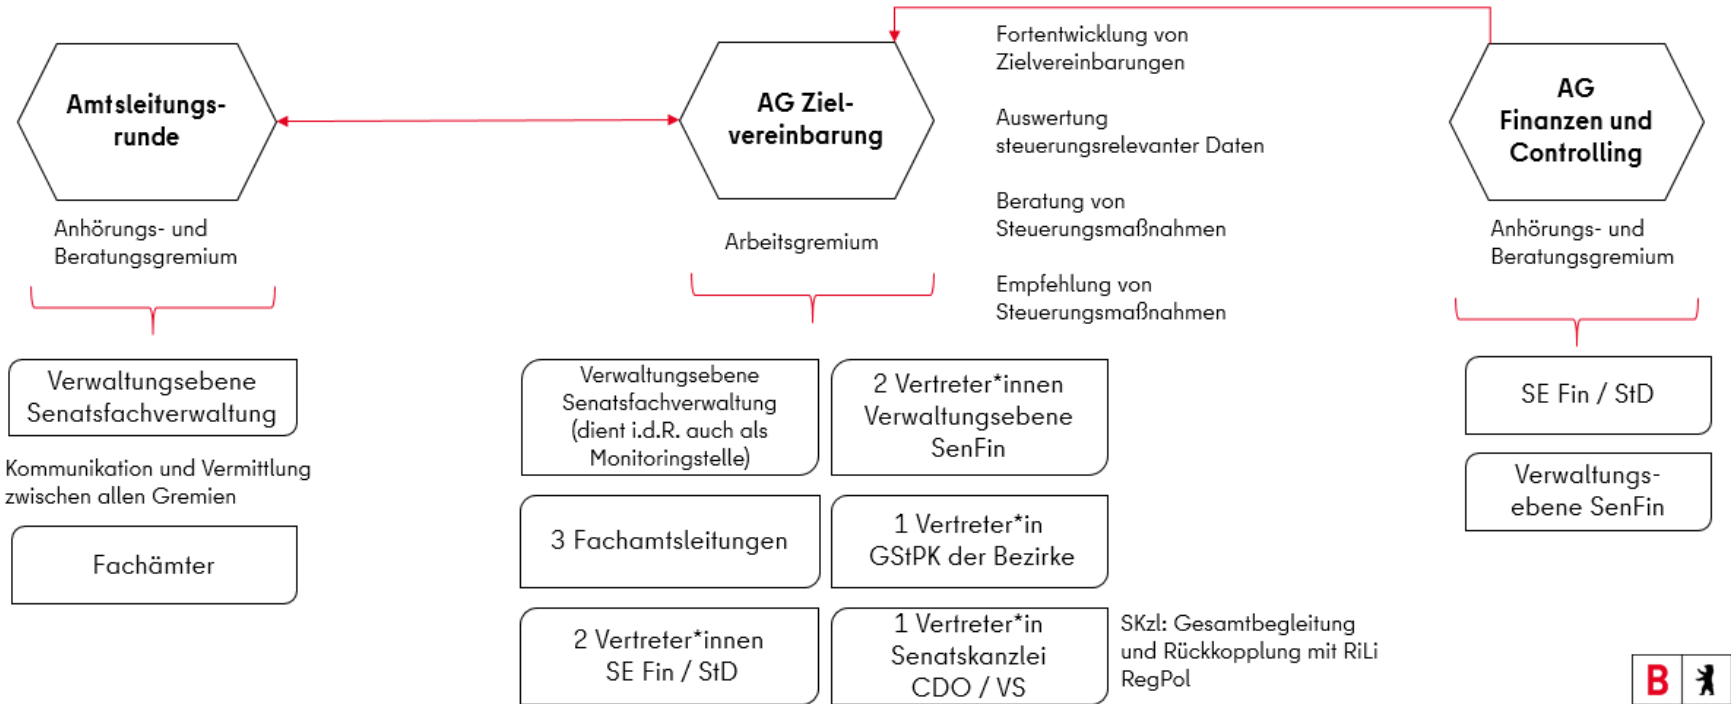 Amtsleitungs-
runde
Anhörungs- und
Beratungsgremium
Verwaltungsebene
Senatsfachverwaltung
Kommunikation und Vermittlung
zwischen allen Gremien
Fachämter
AG Ziel-
vereinbarung
Arbeitsgremium
Fortentwicklung von
Zielvereinbarungen
Auswertung
steuerungsrelevanter Daten
Beratung von
Steuerungsmaßnahmen
Empfehlung von
Steuerungsmaßnahmen
Verwaltungsebene
Senatsfachverwaltung
(dient i.d.R. auch als
Monitoringstelle)
2 Vertreter*innen
Verwaltungsebene
SenFin
3 Fachamtsleitungen
1 Vertreter*in
GStPK der Bezirke
2 Vertreter*innen
SE Fin / StD
1 Vertreter*in
Senatskanzlei
CDO / VS
SKzl: Gesamtbegleitung
und Rückkopplung mit RiLi
RegPol
AG
Finanzen und
Controlling
Anhörungs- und
Beratungsgremium
SE Fin / StD
Verwaltungs-
ebene SenFin
B